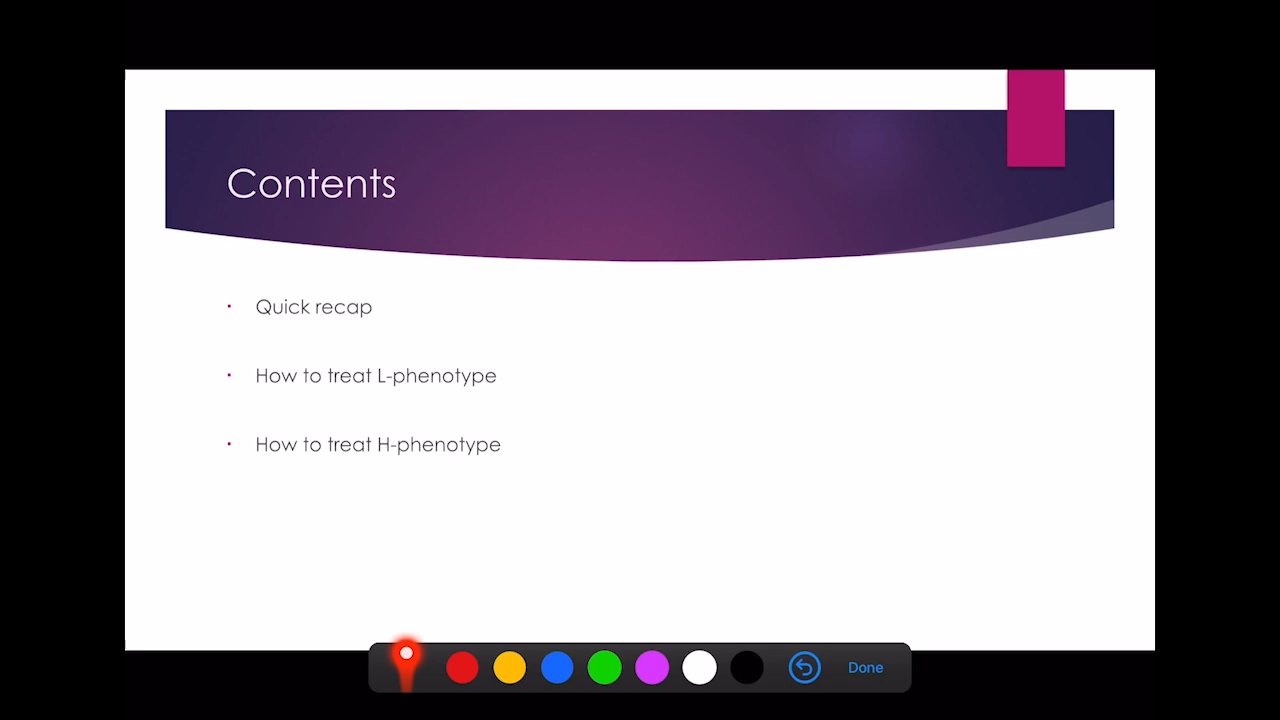 Contents
Quick recap
How to treat L-phenotype
How to treat H-phenotype
Done